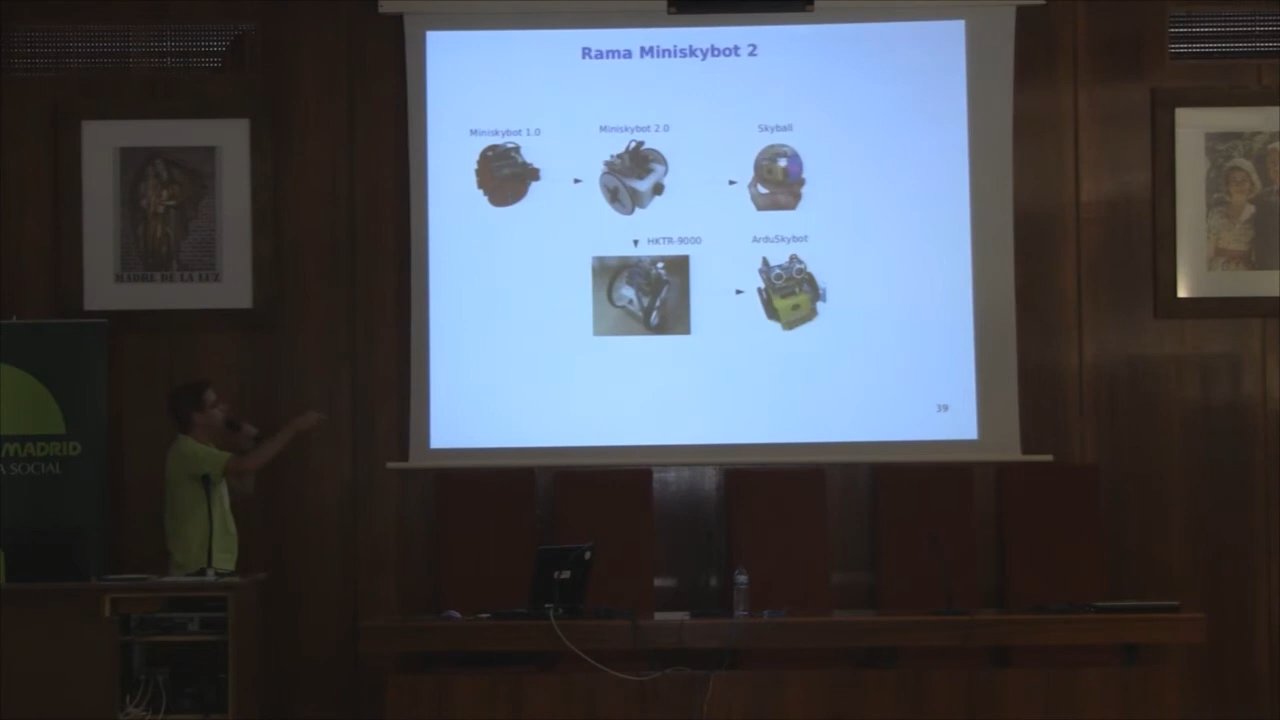 Rama Miniskybot 2
Miniskybot 1.0
Miniskybot 2.0
Skyball
HKTR-9000
ArduSkybot
39
MADRE DE LA LUZ
MADRID
A SOCIAL